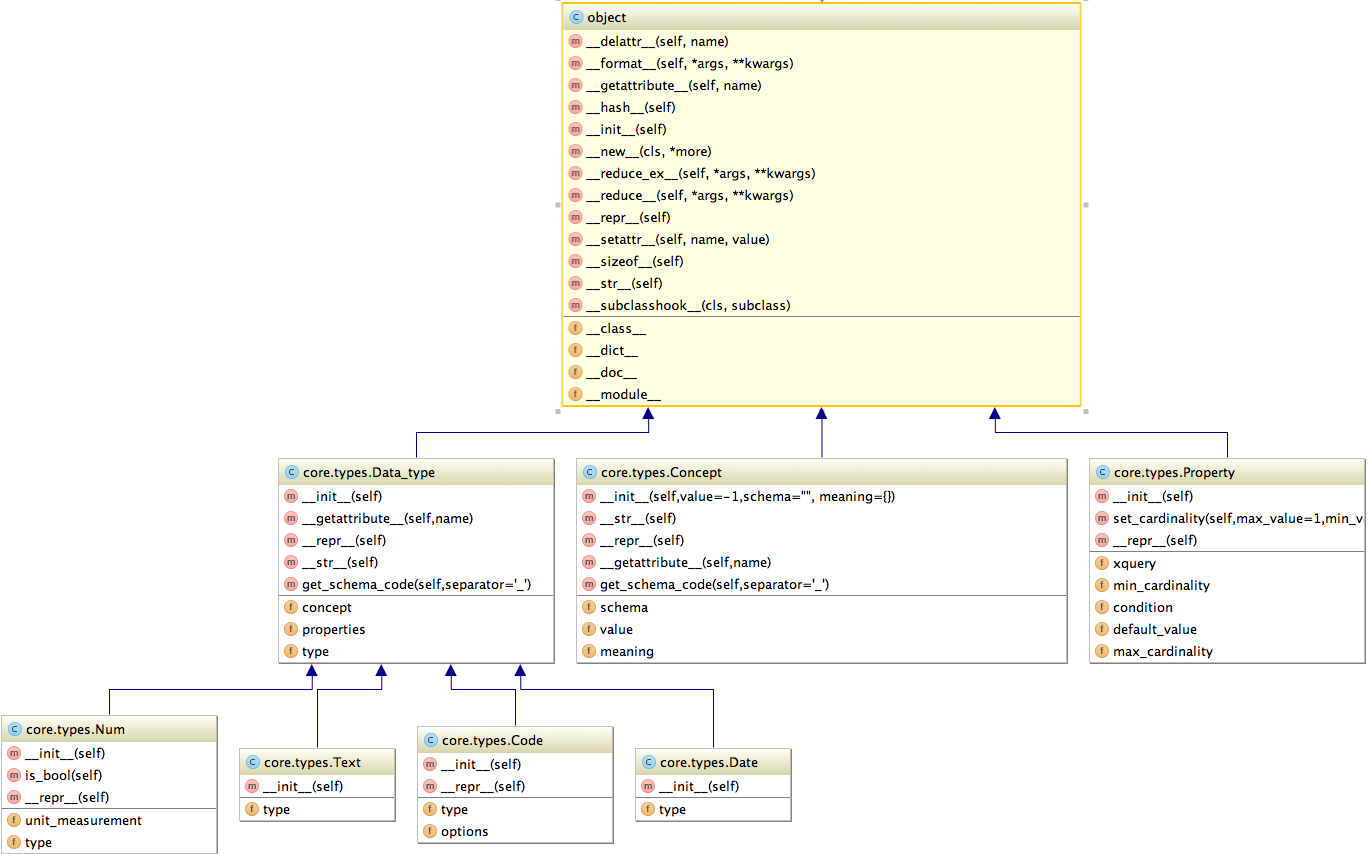 object
__delattr__(self, name)
__format__(self, *args, **kwargs)
__getattribute__(self, name)
__hash__(self)
__init__(self)
__new__(cls, *more)
__reduce_ex__(self, *args, **kwargs)
__reduce__(self, *args, **kwargs)
__repr__(self)
__setattr__(self, name, value)
__sizeof__(self)
__str__(self)
__subclasshook__(cls, subclass)
__class__
__dict__
__doc__
__module__
core.types.Data_type
__init__(self)
__getattribute__(self,name)
__repr__(self)
__str__(self)
get_schema_code(self,separator='_')
concept
properties
type
core.types.Concept
__init__(self,value=-1,schema="", meaning={})
__str__(self)
__repr__(self)
__getattribute__(self,name)
get_schema_code(self,separator='_')
schema
value
meaning
core.types.Property
__init__(self)
set_cardinality(self,max_value=1,min_v
__repr__(self)
xquery
min_cardinality
condition
default_value
max_cardinality
core.types.Num
__init__(self)
is_bool(self)
__repr__(self)
unit_measurement
type
core.types.Text
__init__(self)
type
core.types.Code
__init__(self)
__repr__(self)
type
options
core.types.Date
__init__(self)
type